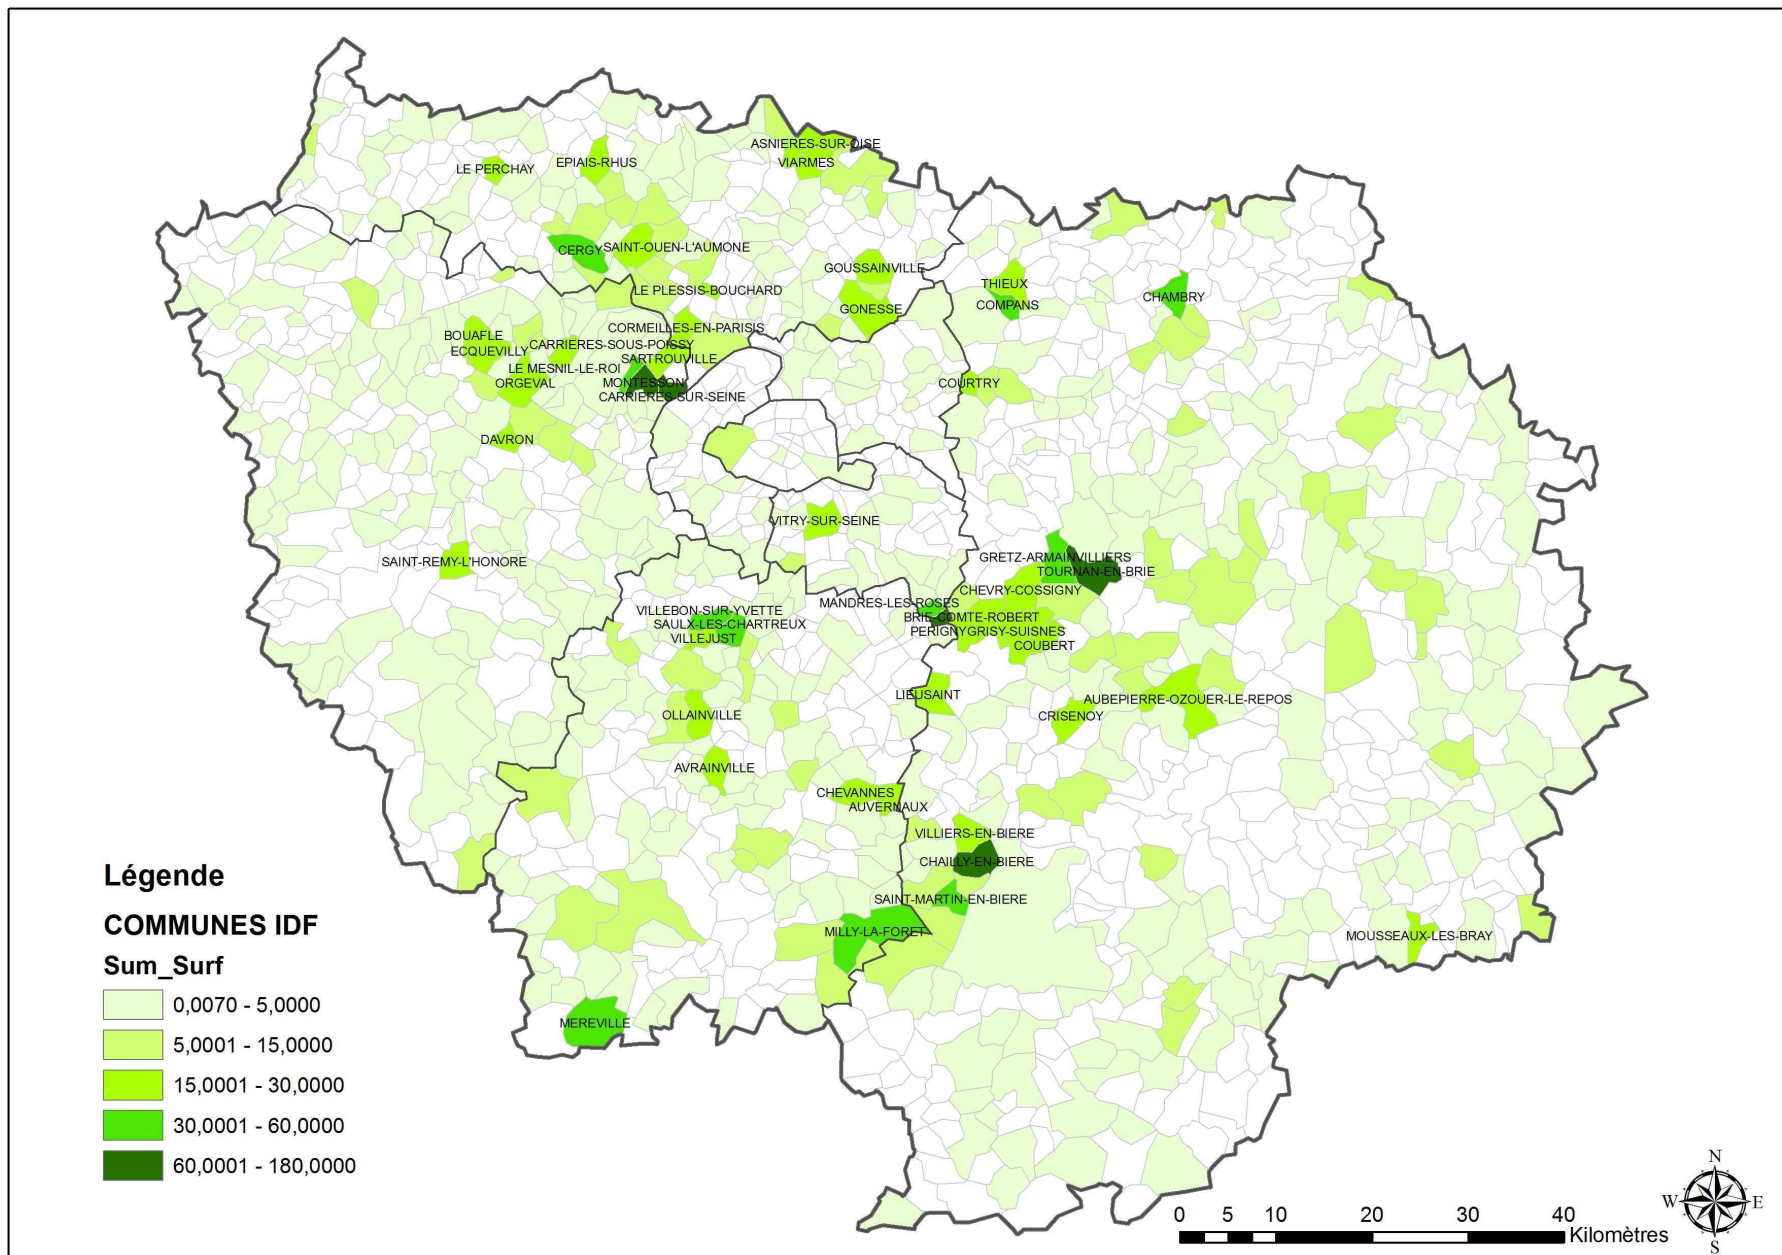 ASNIERES-SUR-OISE
VIARMES
LE PERCHAY
EPIAIS-RHUS
CERGY
SAINT-OUEN-L'AUMONE
GOUSSAINVILLE
LE PLESSIS-BOUCHARD
GONESSE
THIEUX
COMPANS
CHAMBRY
CORMEILLES-EN-PARISIS
BOUAFLE
CARRIERES-SOUS-POISSY
ECQUEVILLY
SARTROUVILLE
LE MESNIL-LE-ROI
ORGEVAL
MONTESSON
CARRIERES-SUR-SEINE
COURTRY
DAVRON
VITRY-SUR-SEINE
SAINT-REMY-L'HONORE
GRETZ-ARMAINVILLIERS
TOURNAN-EN-BRIE
CHEVRY-COSSIGNY
MANDRES-LES-ROSES
BRIE-COMTE-ROBERT
PERIGNY
GRISY-SUISNES
COUBERT
VILLEBON-SUR-YVETTE
SAULX-LES-CHARTREUX
VILLEJUST
LIEUSAINT
AUBEPIERRE-OZOUER-LE-REPOS
CRISENOY
OLLAINVILLE
AVRAINVILLE
CHEVANNES
AUVERNAUX
VILLIERS-EN-BIERE
CHAILLY-EN-BIERE
SAINT-MARTIN-EN-BIERE
MILLY-LA-FORET
MOUSSEAUX-LES-BRAY
MEREVILLE
Légende
COMMUNES IDF
Sum_Surf
0,0070 - 5,0000
5,0001 - 15,0000
15,0001 - 30,0000
30,0001 - 60,0000
60,0001 - 180,0000
N
W E
S
0 5 10 20 30 40
Kilomètres